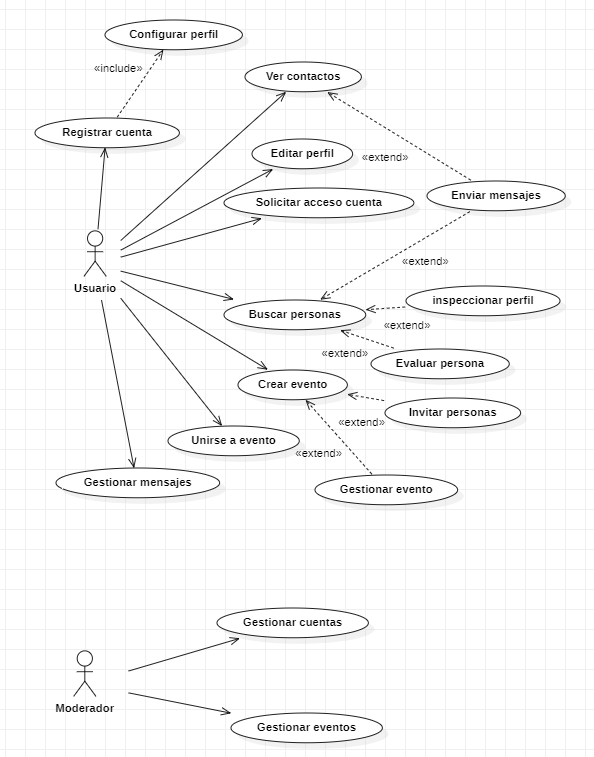 Configurar perfil
«include»
Ver contactos
Registrar cuenta
Editar perfil
«extend»
Enviar mensajes
Solicitar acceso cuenta
«extend»
Usuario
inspeccionar perfil
Buscar personas
«extend»
«extend»
Evaluar persona
Crear evento
Invitar personas
«extend»
Unirse a evento
«extend»
Gestionar mensajes
Gestionar evento
Gestionar cuentas
Moderador
Gestionar eventos